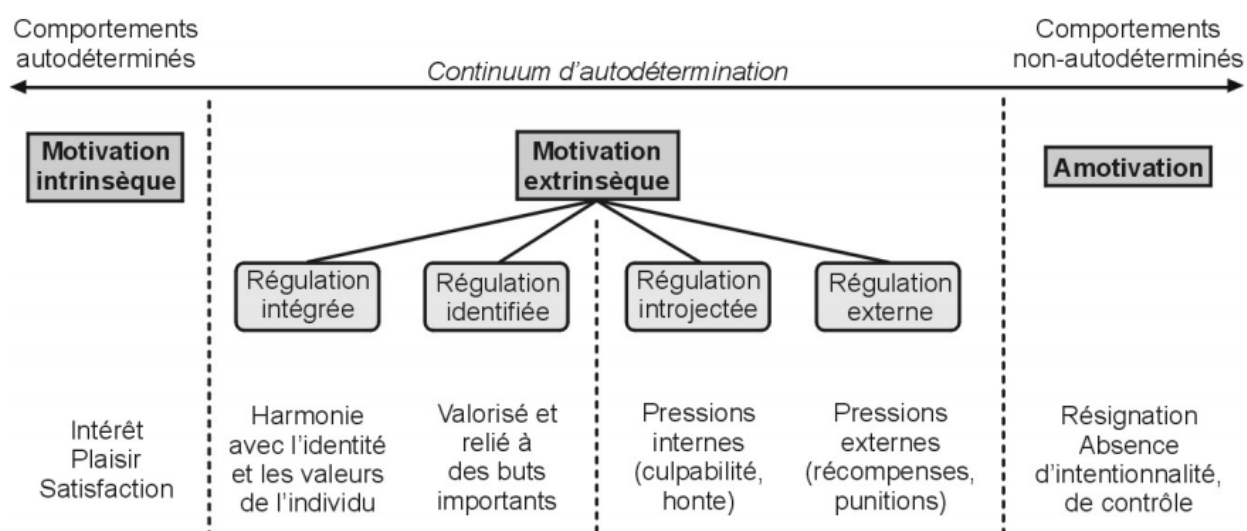 Comportements
autodéterminés
Comportements
non-autodéterminés
Continuum d'autodétermination
Motivation
intrinsèque
Motivation
extrinsèque
Amotivation
Régulation
intégrée
Régulation
identifiée
Régulation
introjectée
Régulation
externe
Intérêt
Plaisir
Satisfaction
Harmonie
avec l'identité
et les valeurs
de l'individu
Valorisé et
relié à
des buts
importants
Pressions
internes
(culpabilité,
honte)
Pressions
externes
(récompenses,
punitions)
Résignation
Absence
d'intentionnalité,
de contrôle